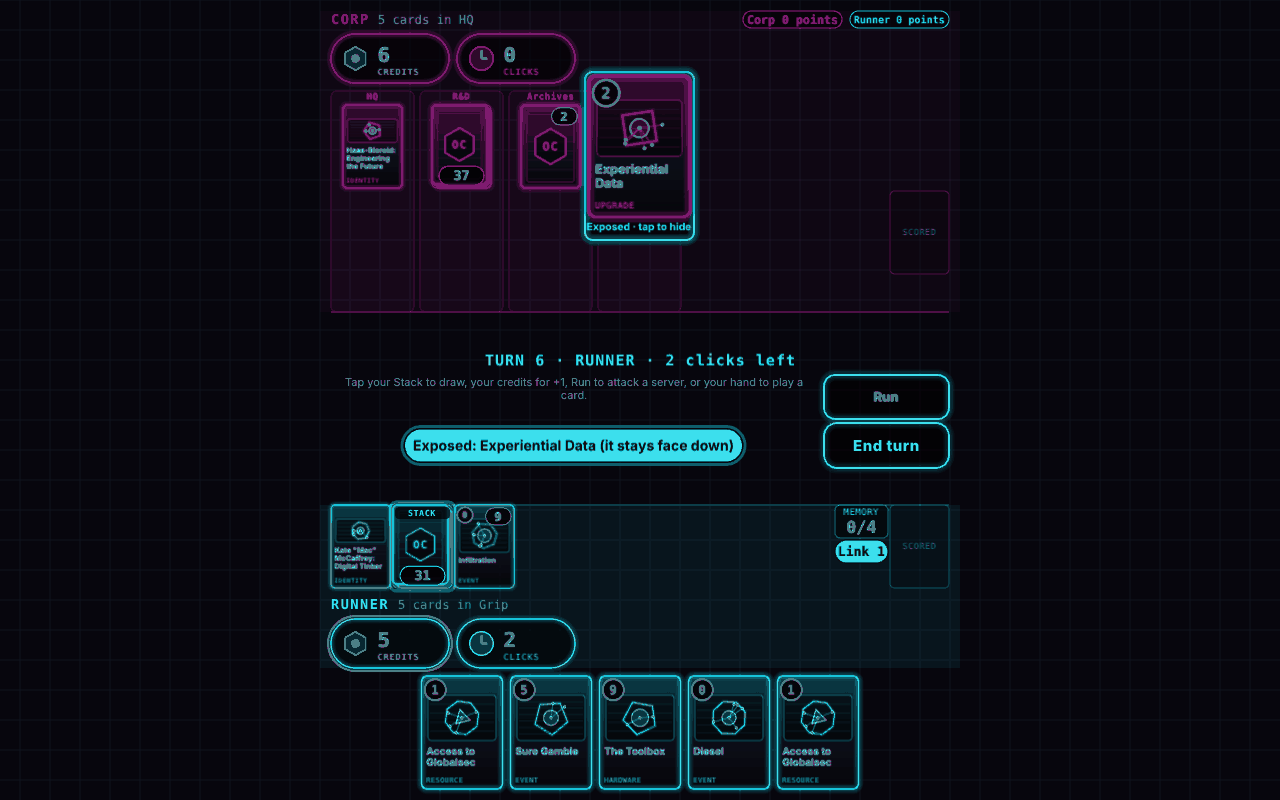 CORP 5 cards in HQ
Corp 0 points
Runner 0 points
6 CREDITS
0 CLICKS
HQ
R&D
Archives
Haas-Bioroid:
Engineering
the Future
IDENTITY
OC
37
2
OC
2
Experiential
Data
UPGRADE
Exposed · tap to hide
SCORED
TURN 6 · RUNNER · 2 clicks left
Tap your Stack to draw, your credits for +1, Run to attack a server, or your hand to play a
card.
Run
Exposed: Experiential Data (it stays face down)
End turn
Kate "Mac"
McCaffrey:
Digital Tinker
IDENTITY
STACK
OC
31
0
9
Infiltration
EVENT
MEMORY
0/4
Link 1
SCORED
RUNNER 5 cards in Grip
5 CREDITS
2 CLICKS
1
Access to
Globalsec
RESOURCE
5
Sure Gamble
EVENT
9
The Toolbox
HARDWARE
0
Diesel
EVENT
1
Access to
Globalsec
RESOURCE